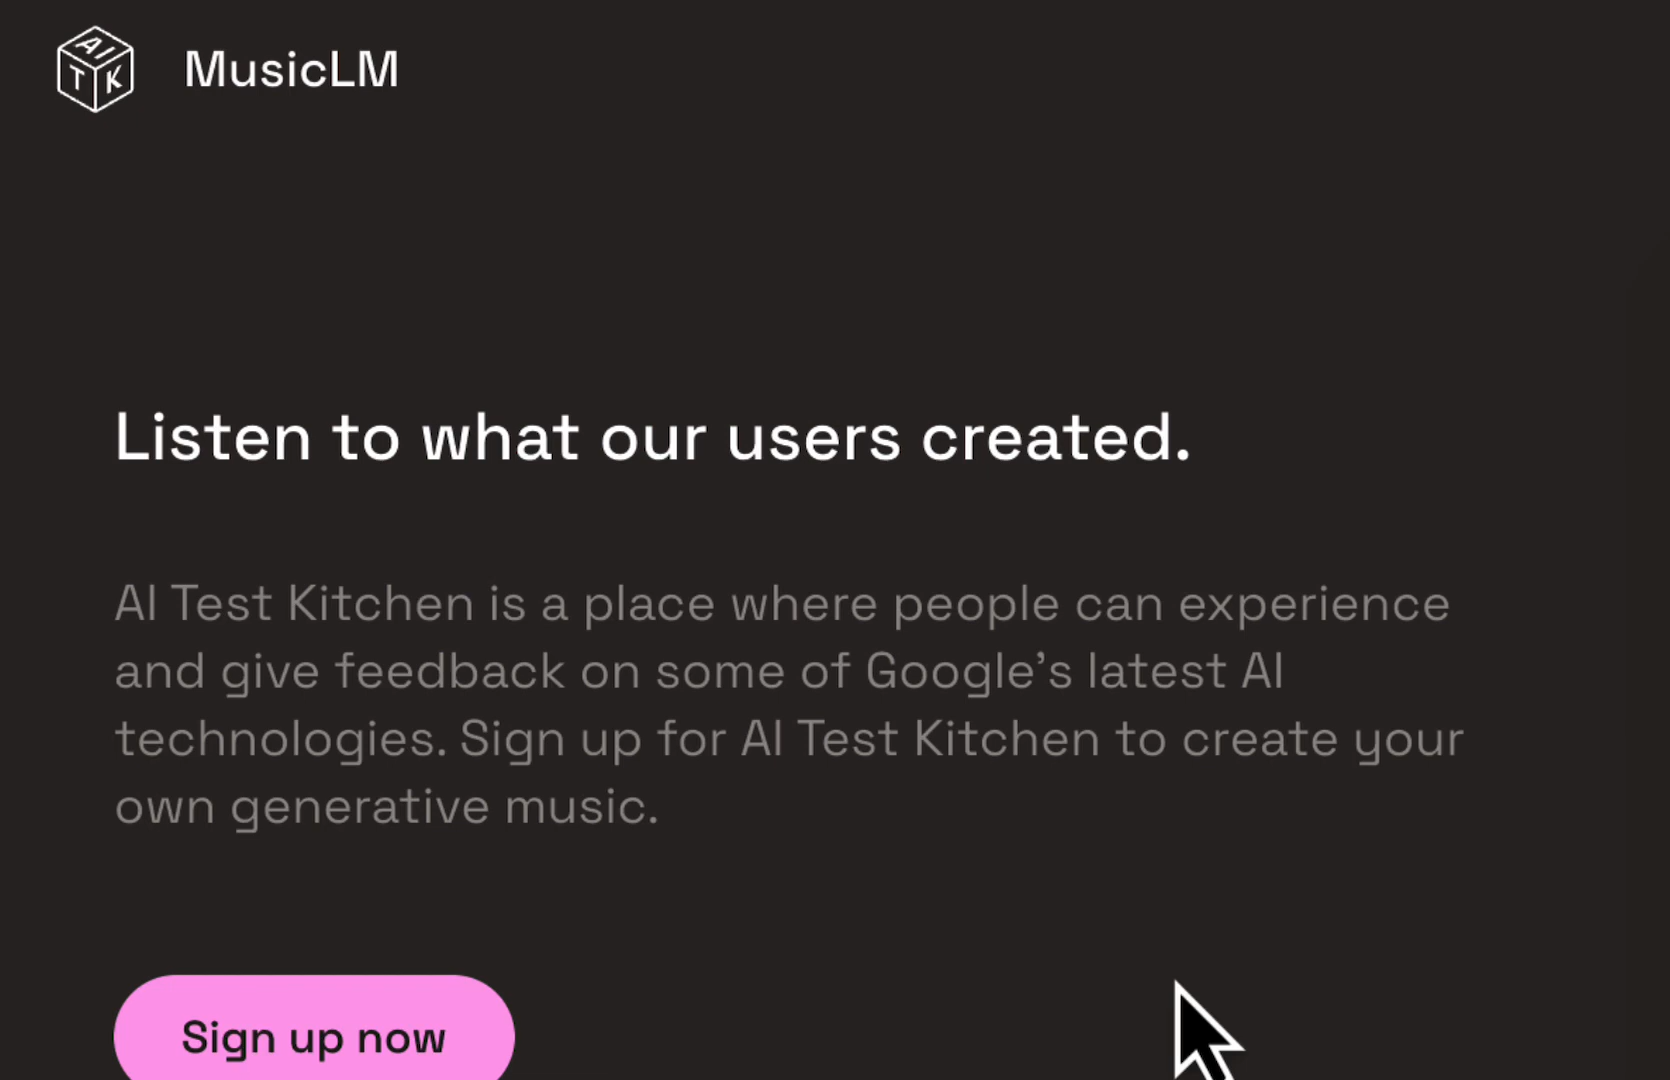 AI
T K
MusicLM
Listen to what our users created.
AI Test Kitchen is a place where people can experience
and give feedback on some of Google’s latest AI
technologies. Sign up for AI Test Kitchen to create your
own generative music.
Sign up now